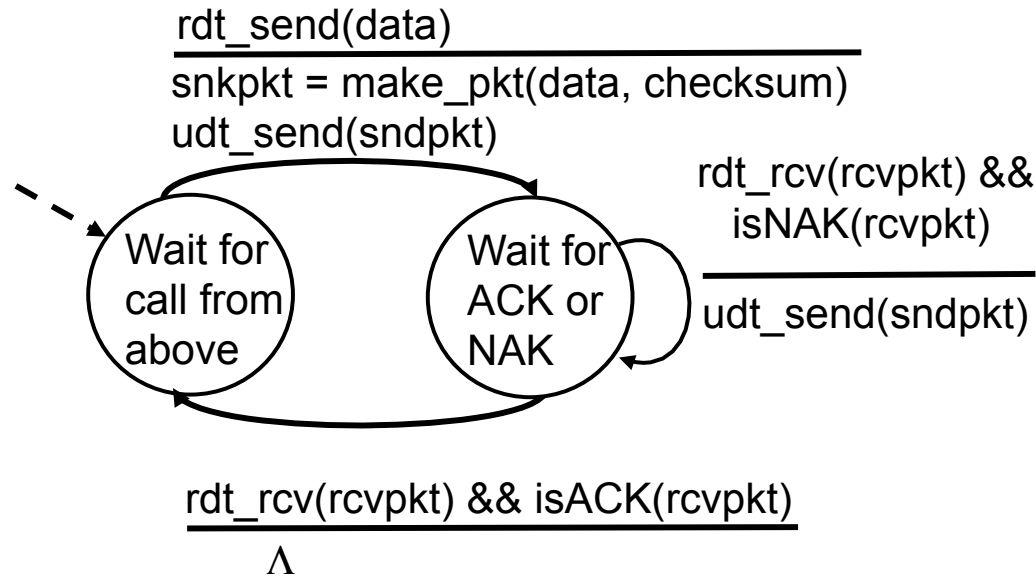 rdt_send(data)
snkpkt = make_pkt(data, checksum)
udt_send(sndpkt)
rdt_rcv(rcvpkt) &&
isNAK(rcvpkt)
udt_send(sndpkt)
Wait for
call from
above
Wait for
ACK or
NAK
rdt_rcv(rcvpkt) && isACK(rcvpkt)
Λ